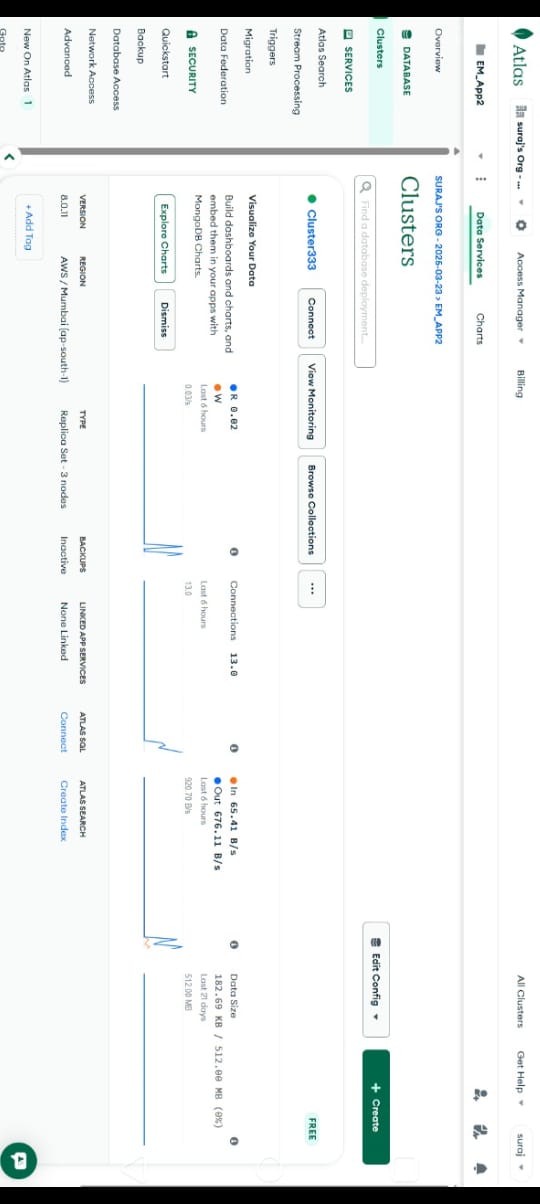 Atlas
suraj's Org - ...
Access Manager
Billing
All Clusters
Get Help
suraj
EM_App2
Data Services
Charts
Overview
DATABASE
Clusters
SERVICES
Atlas Search
Stream Processing
Triggers
Migration
Data Federation
SECURITY
Quickstart
Backup
Database Access
Network Access
Advanced
New On Atlas 1
Goto
SURAJ'S ORG - 2025-03-23 > EM_APP2
Clusters
Find a database deployment...
Edit Config
+ Create
Cluster333
Connect
View Monitoring
Browse Collections
...
FREE
Visualize Your Data
Build dashboards and charts, and
embed them in your apps with
MongoDB Charts.
Explore Charts
Dismiss
R 0.02
W
Last 6 hours
0.03/s
Connections 13.0
Last 6 hours
13.0
In 65.41 B/s
Out 676.11 B/s
Last 6 hours
920.70 B/s
Data Size
182.69 KB / 512.00 MB (0%)
Last 21 days
512.00 MB
VERSION
8.0.11
REGION
AWS / Mumbai (ap-south-1)
TYPE
Replica Set - 3 nodes
BACKUPS
Inactive
LINKED APP SERVICES
None Linked
ATLAS SQL
Connect
ATLAS SEARCH
Create Index
+ Add Tag